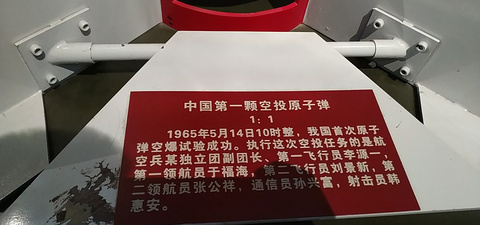 中国第一颗空投原子弹
1：1
1965年5月14日10时整，我国首次原子
弹空爆试验成功。执行这次空投任务的是航
空兵某独立团副团长、第一飞行员李源一，
第一领航员于福海，第二飞行员刘景新，第
二领航员张公祥，通信员孙兴富，射击员韩
惠安。